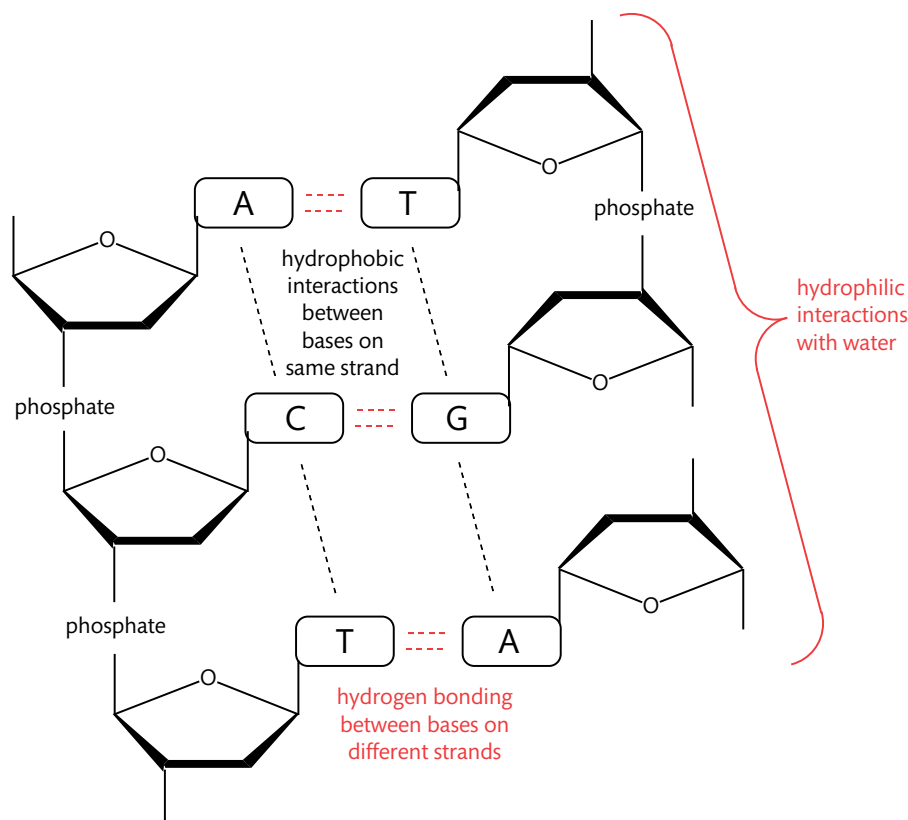 O
A
T
phosphate
O
hydrophobic
interactions
between
bases on
same strand
hydrophilic
interactions
with water
O
phosphate
C
G
O
O
phosphate
T
A
O
hydrogen bonding
between bases on
different strands